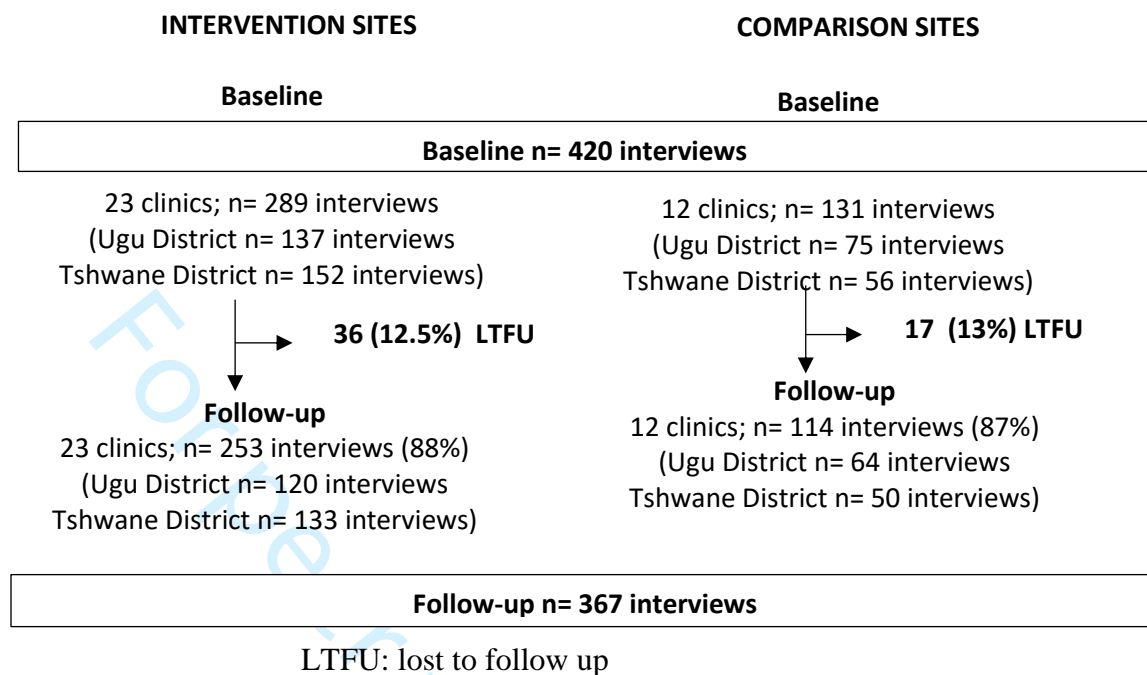 INTERVENTION SITES
COMPARISON SITES
Baseline
Baseline
Baseline n= 420 interviews
23 clinics; n= 289 interviews
(Ugu District n= 137 interviews
Tshwane District n= 152 interviews)
12 clinics; n= 131 interviews
(Ugu District n= 75 interviews
Tshwane District n= 56 interviews)
36 (12.5%) LTFU
17 (13%) LTFU
Follow-up
23 clinics; n= 253 interviews (88%)
(Ugu District n= 120 interviews
Tshwane District n= 133 interviews)
Follow-up
12 clinics; n= 114 interviews (87%)
(Ugu District n= 64 interviews
Tshwane District n= 50 interviews)
Follow-up n= 367 interviews
LTFU: lost to follow up
For pe